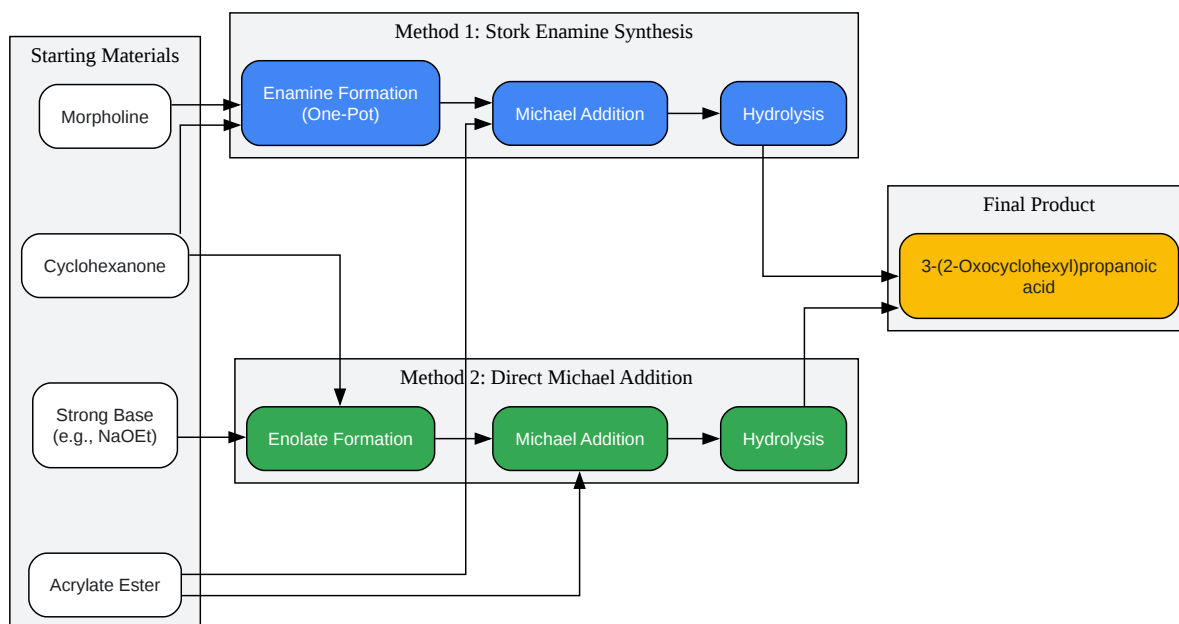 Method 1: Stork Enamine Synthesis
Starting Materials
Enamine Formation
(One-Pot)
Michael Addition
Hydrolysis
Morpholine
Final Product
Cyclohexanone
3-(2-Oxocyclohexyl)propanoic
acid
Method 2: Direct Michael Addition
Strong Base
(e.g., NaOEt)
Enolate Formation
Michael Addition
Hydrolysis
Acrylate Ester